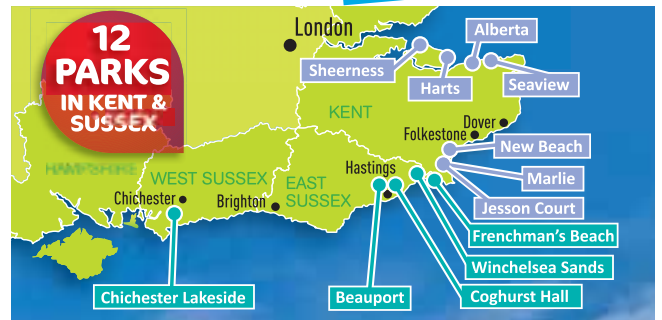 London
12
PARKS
IN KENT &
SUSSEX
Alberta
Sheerness
Harts
Seaview
KENT
Dover
Folkestone
New Beach
HAMPSHIRE
WEST SUSSEX
EAST
SUSSEX
Hastings
Marlie
Chichester
Brighton
Jesson Court
Frenchman's Beach
Winchelsea Sands
Chichester Lakeside
Beauport
Coghurst Hall